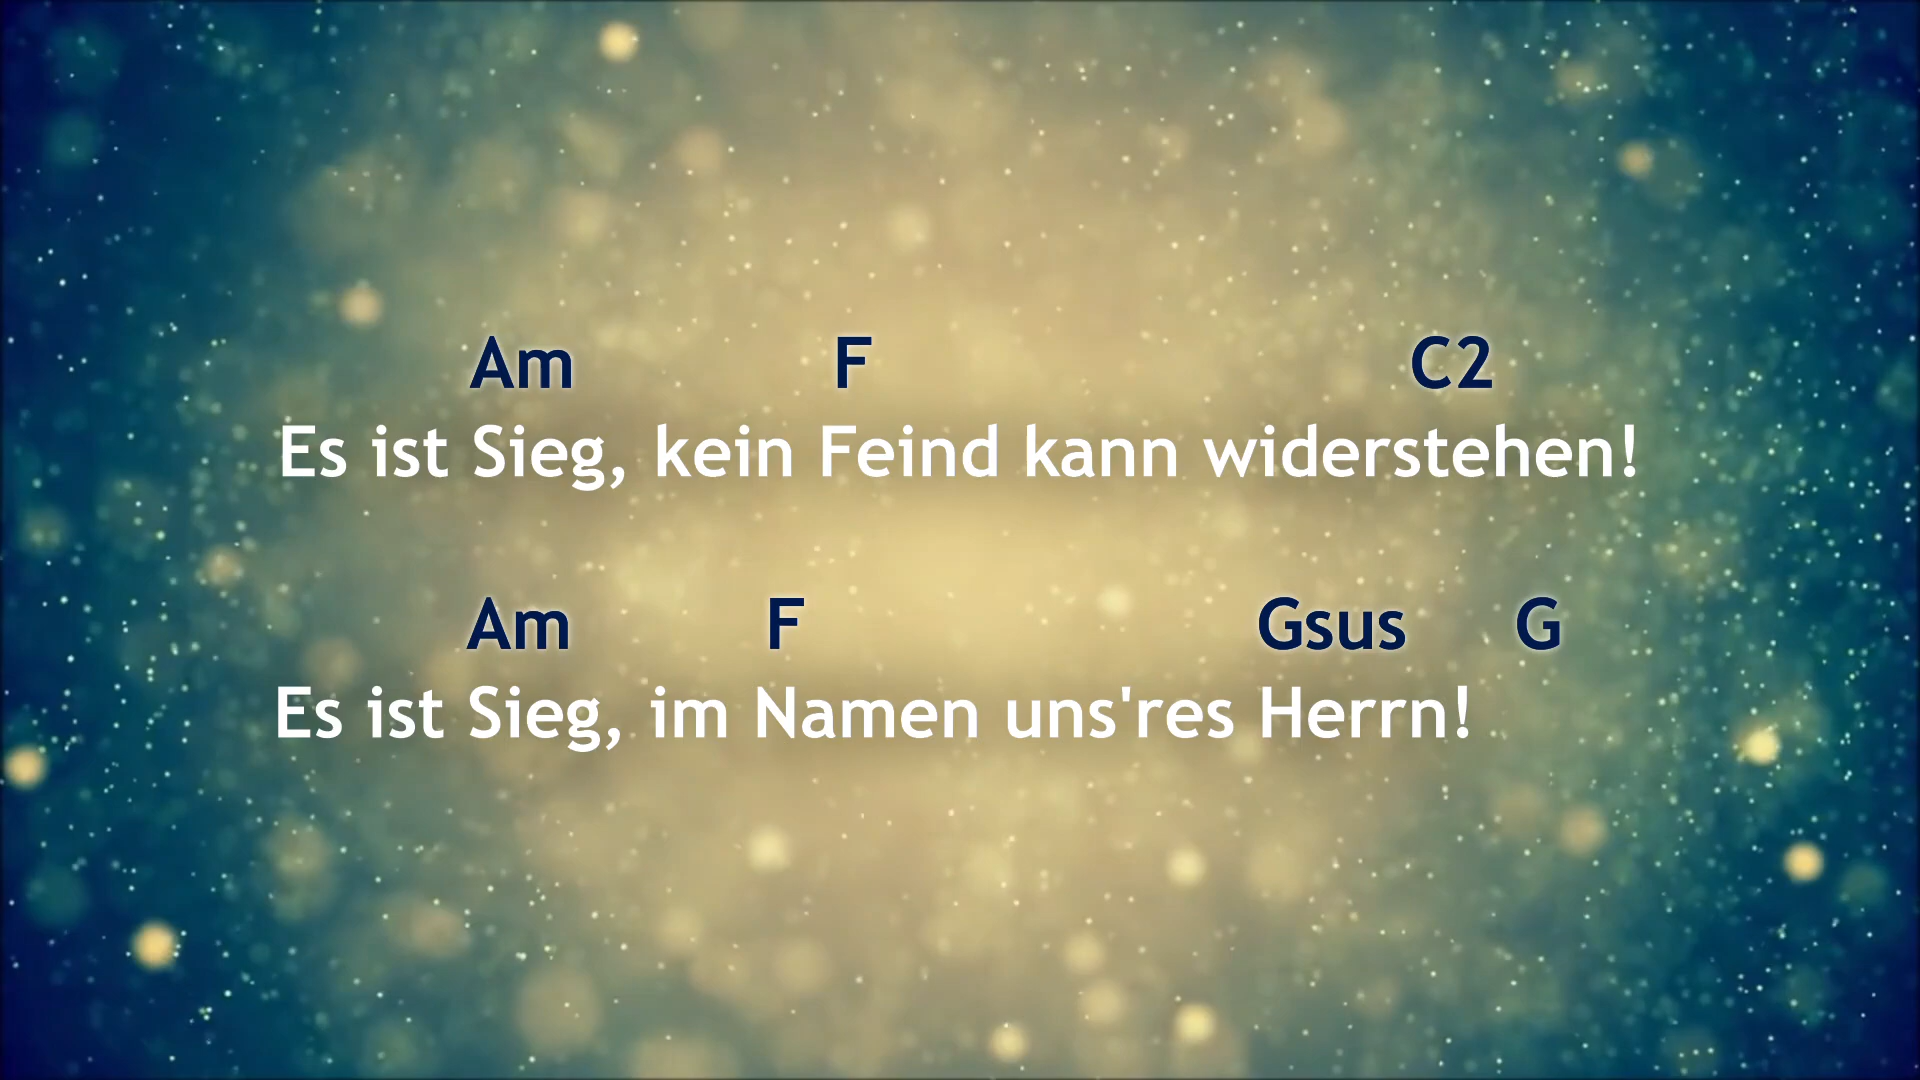 Am F C2
Es ist Sieg, kein Feind kann widerstehen!
Am F Gsus G
Es ist Sieg, im Namen uns'res Herrn!